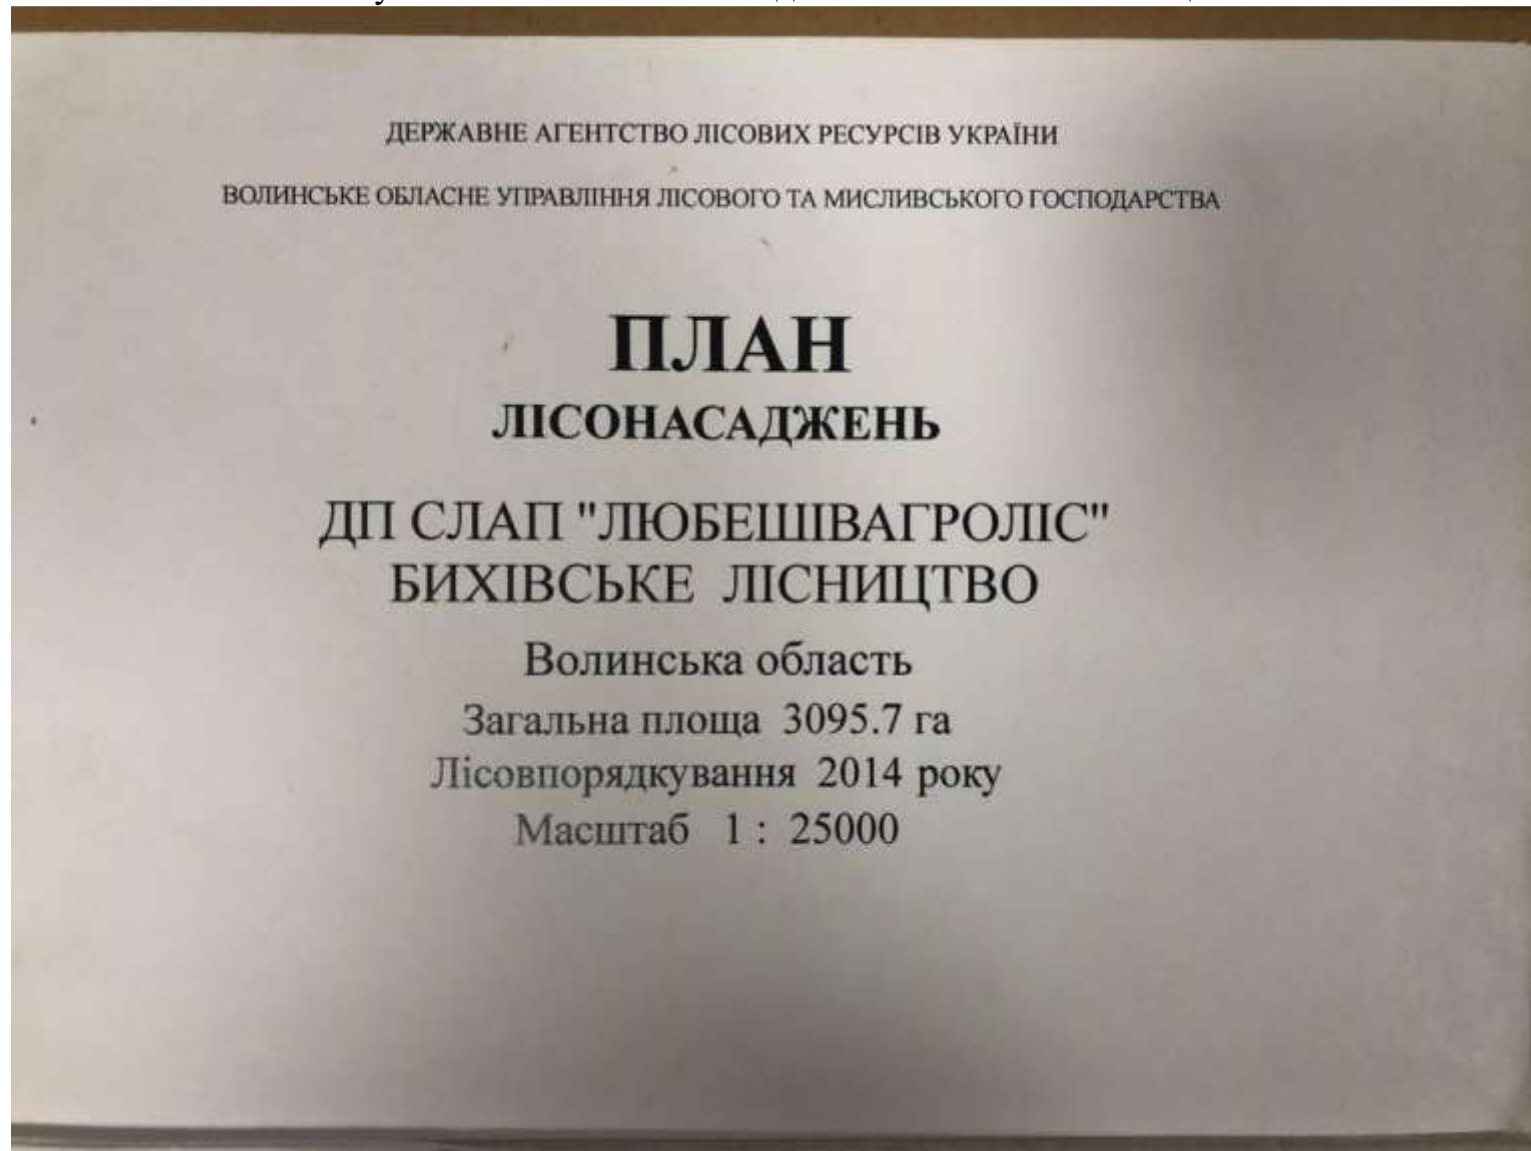 ДЕРЖАВНЕ АГЕНТСТВО ЛІСОВИХ РЕСУРСІВ УКРАЇНИ
ВОЛИНСЬКЕ ОБЛАСНЕ УПРАВЛІННЯ ЛІСОВОГО ТА МИСЛИВСЬКОГО ГОСПОДАРСТВА
ПЛАН
ЛІСОНАСАДЖЕНЬ
ДП СЛАП "ЛЮБЕШІВАГРОЛІС"
БИХІВСЬКЕ ЛІСНИЦТВО
Волинська область
Загальна площа 3095.7 га
Лісовпорядкування 2014 року
Масштаб 1 : 25000